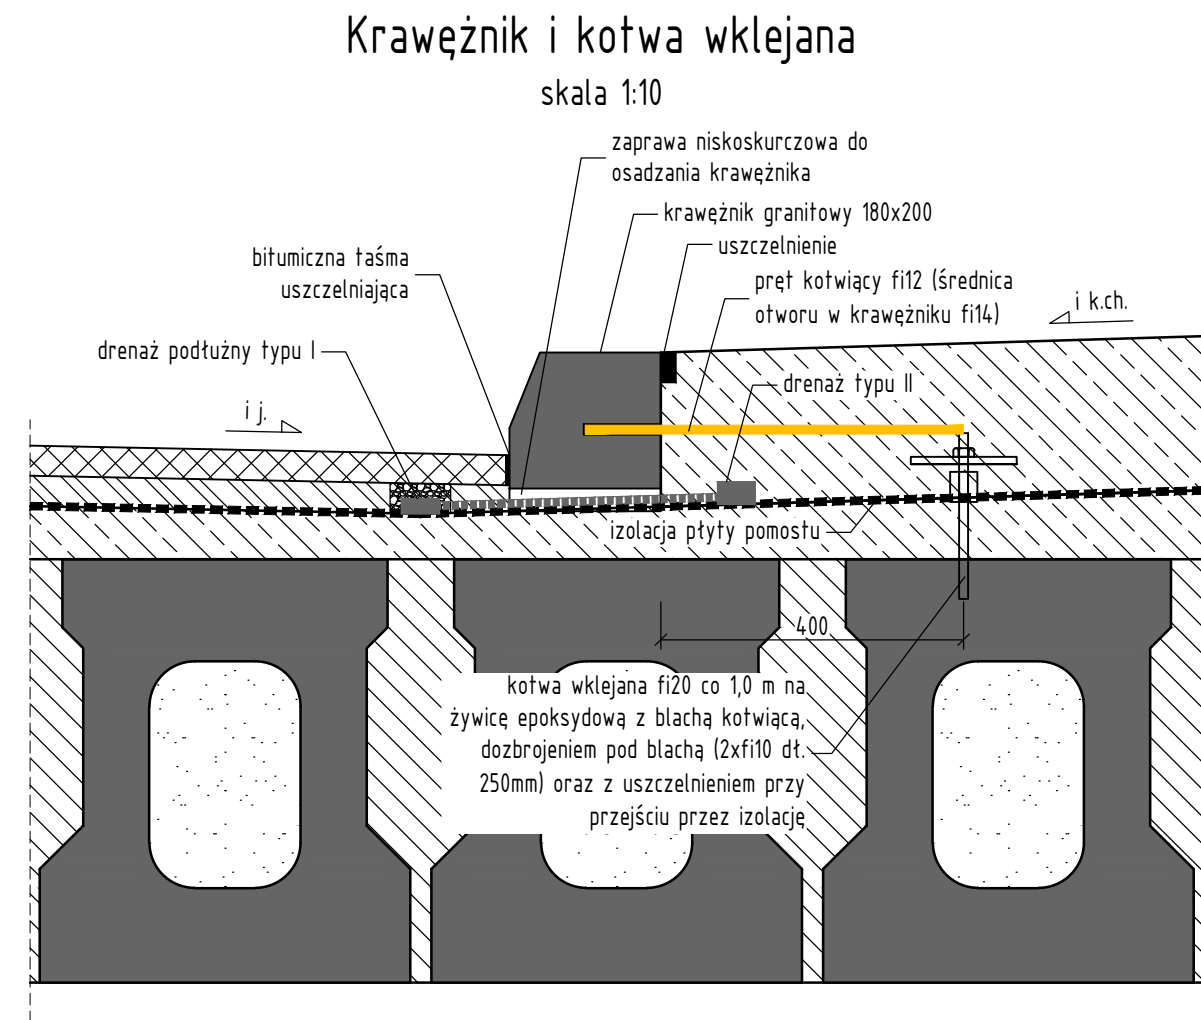 Krawężnik i kotwa wklejana
skala 1:10
zaprawa niskoskurczowa do
osadzania krawężnika
krawężnik granitowy 180x200
uszczelnienie
bitumiczna taśma
uszczelniająca
pręt kotwiący fi12 (średnica
otworu w krawężniku fi14)
i k.ch.
drenaż podłużny typu I
drenaż typu II
i j.
izolacja płyty pomostu
400
kotwa wklejana fi20 co 1,0 m na
żywicę epoksydową z blachą kotwiącą,
dozbrojeniem pod blachą (2xfi10 dł.
250mm) oraz z uszczelnieniem przy
przejściu przez izolację